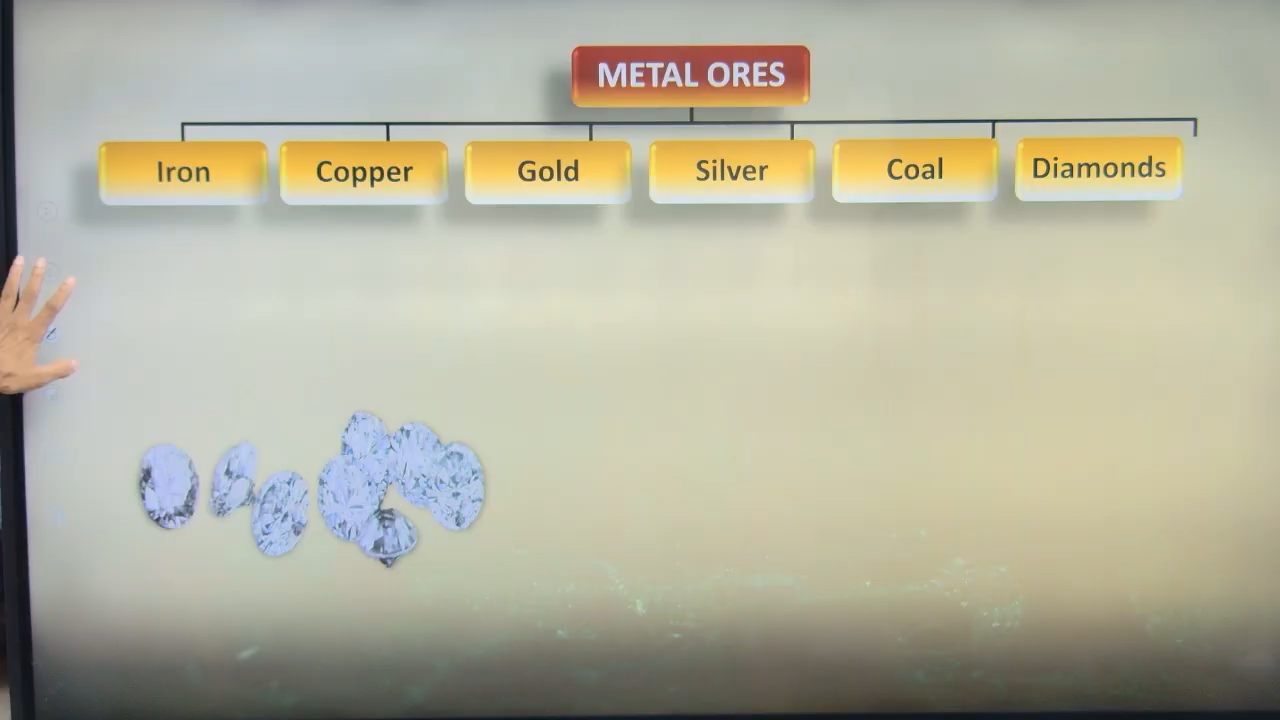 METAL ORES
Iron
Copper
Gold
Silver
Coal
Diamonds